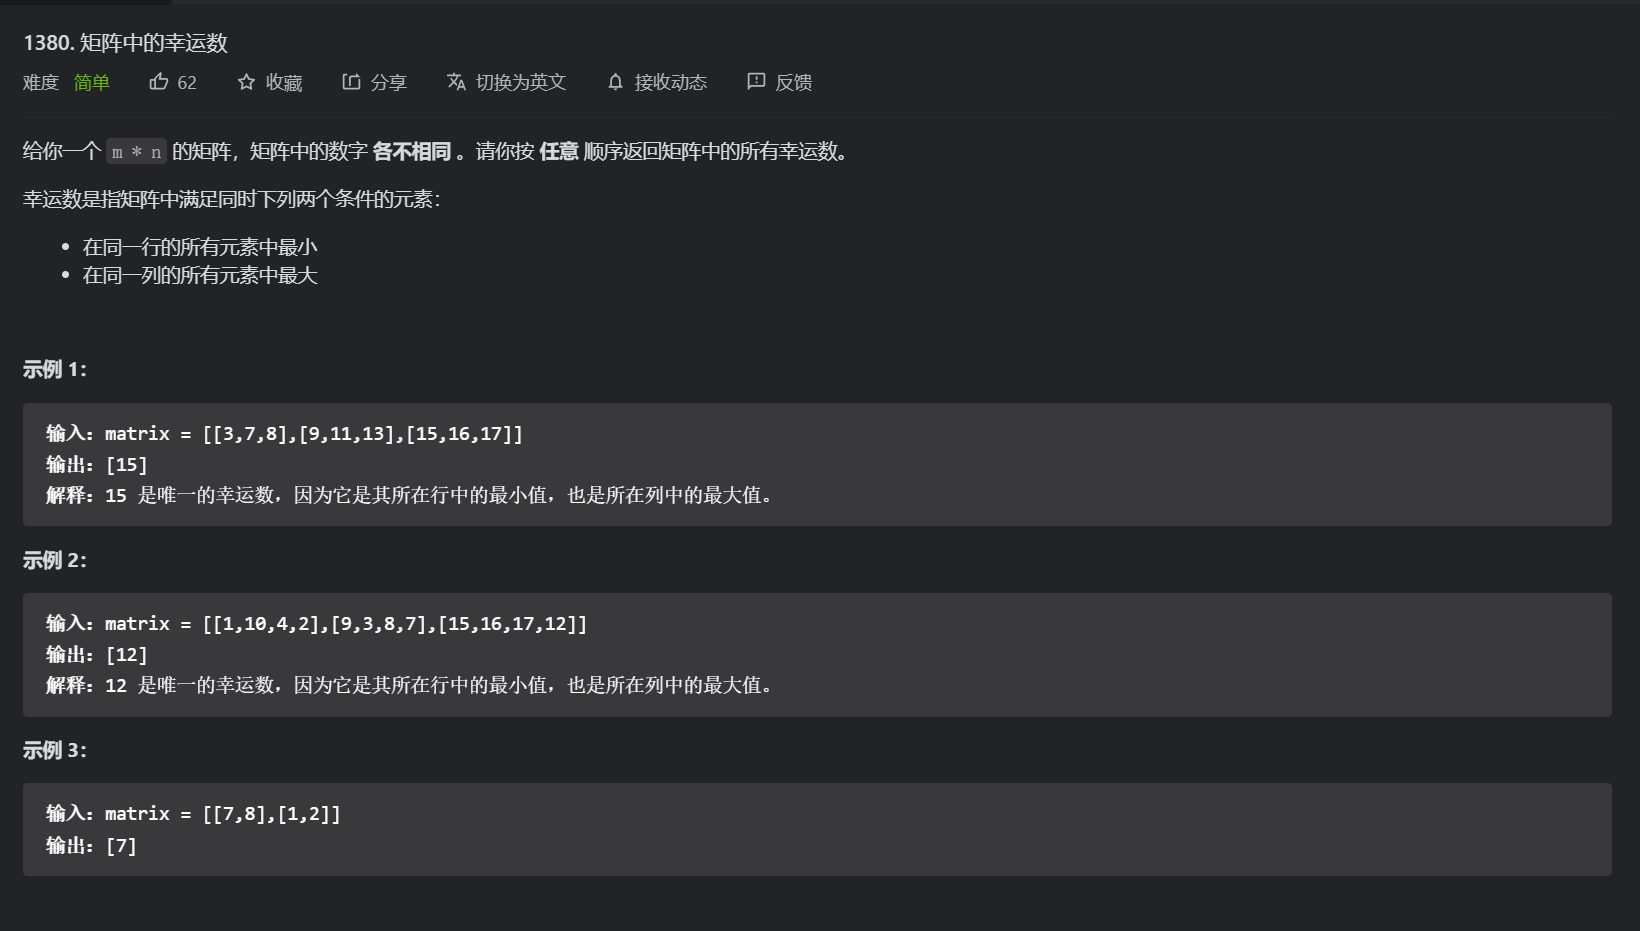 1380. 矩阵中的幸运数
难度 简单 62 收藏 分享 切换为英文 接收动态 反馈
给你一个 m * n 的矩阵，矩阵中的数字 各不相同 。请你按 任意 顺序返回矩阵中的所有幸运数。
幸运数是指矩阵中满足同时下列两个条件的元素：
• 在同一行的所有元素中最小
• 在同一列的所有元素中最大
示例 1：
输入：matrix = [[3,7,8],[9,11,13],[15,16,17]]
输出：[15]
解释：15 是唯一的幸运数，因为它是其所在行中的最小值，也是所在列中的最大值。
示例 2：
输入：matrix = [[1,10,4,2],[9,3,8,7],[15,16,17,12]]
输出：[12]
解释：12 是唯一的幸运数，因为它是其所在行中的最小值，也是所在列中的最大值。
示例 3：
输入：matrix = [[7,8],[1,2]]
输出：[7]